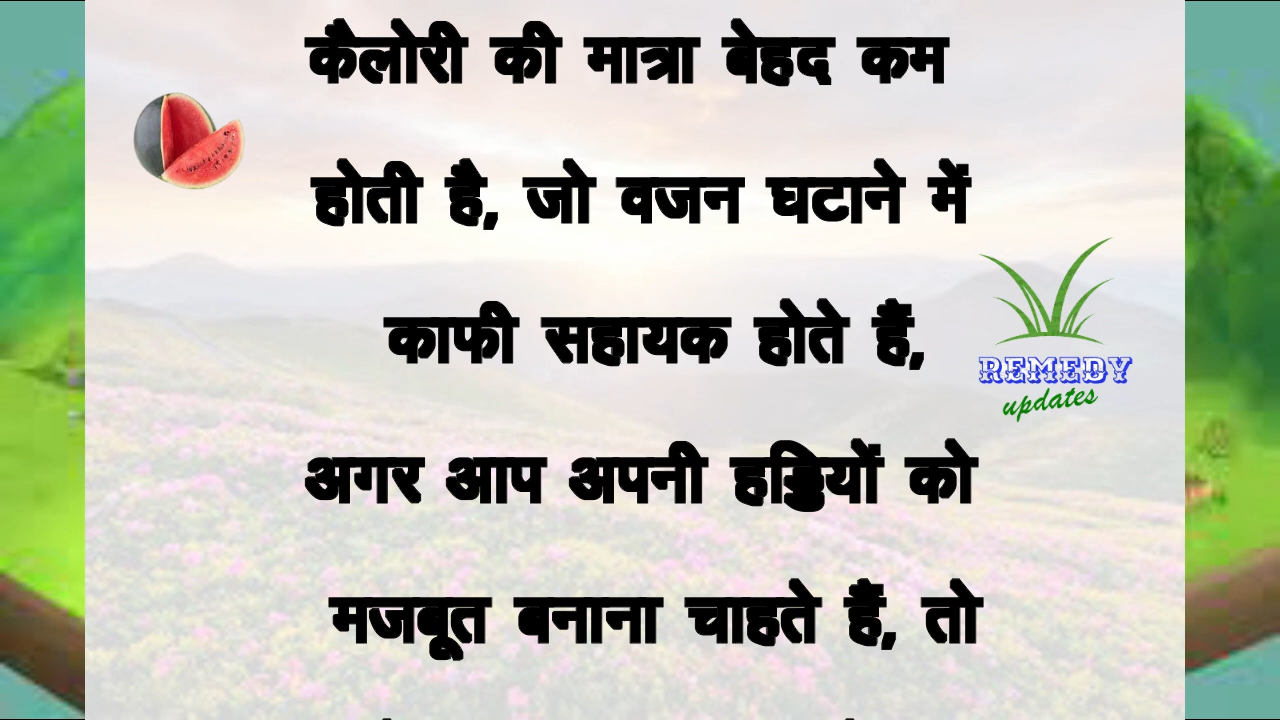 कैलोरी की मात्रा बेहद कम
होती है, जो वजन घटाने में
काफी सहायक होते हैं,
REMEDY
updates
अगर आप अपनी हड्डियों को
मजबूत बनाना चाहते हैं, तो